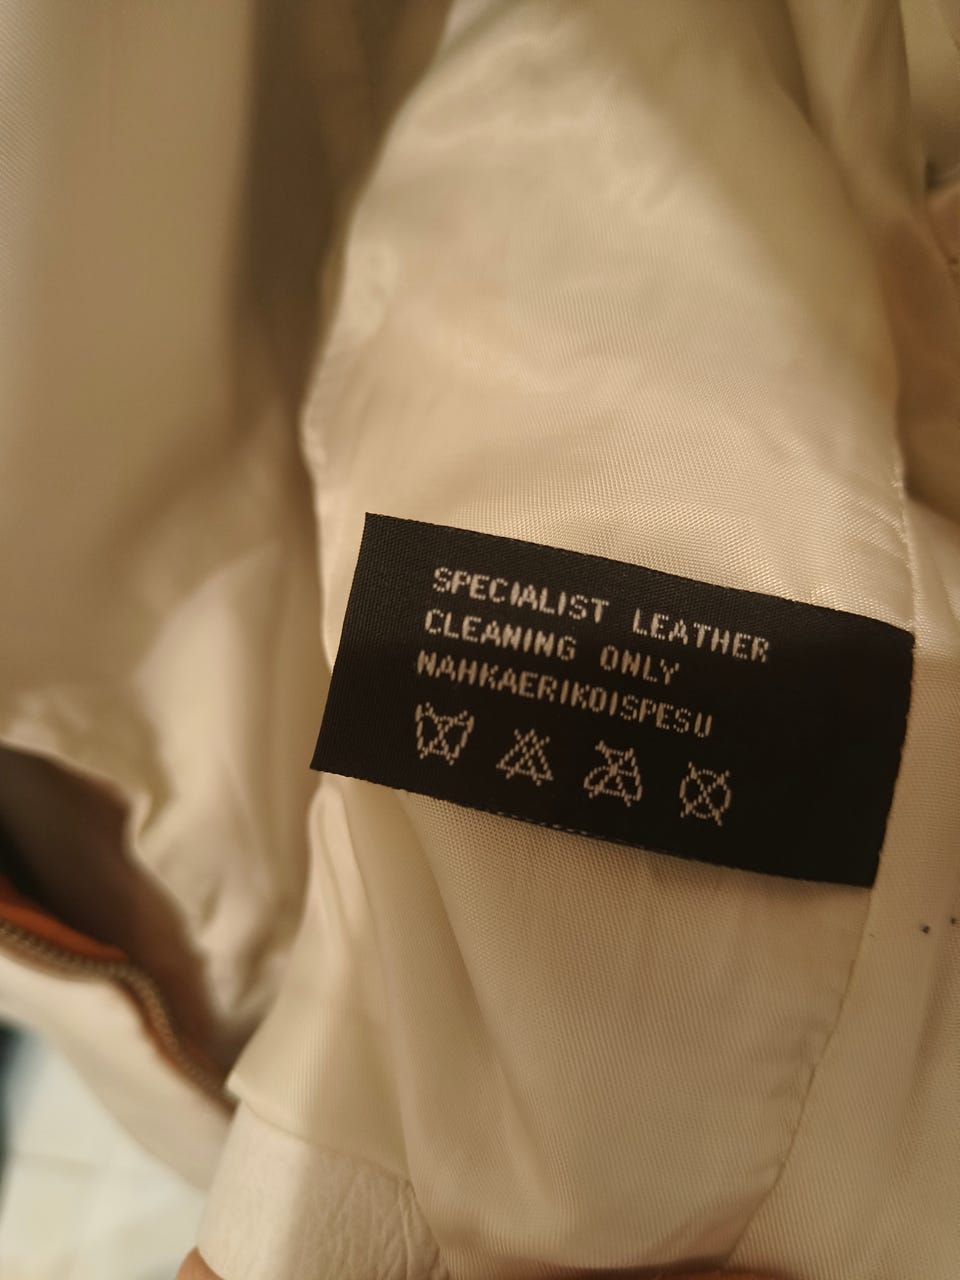 SPECIALIST LEATHER
CLEANING ONLY
NAHKAERIKOISPESU